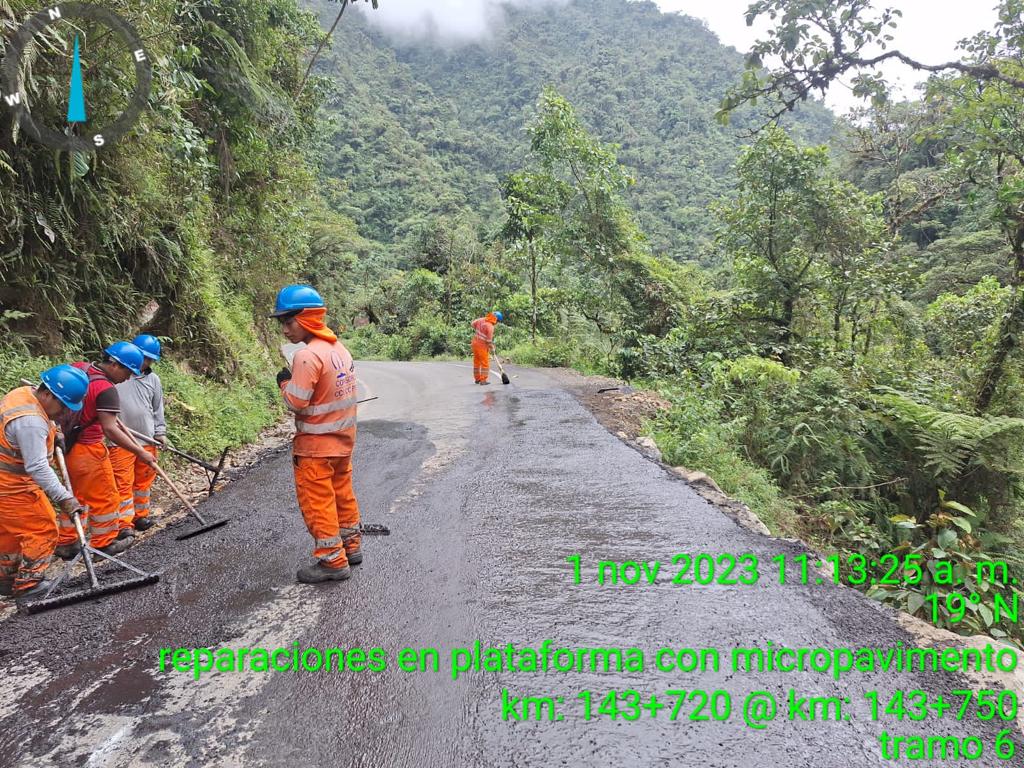 N
E
W
S
1 nov 2023 11:13:25 a. m.
19° N
reparaciones en plataforma con micropavimento
km: 143+720 @ km: 143+750
tramo 6